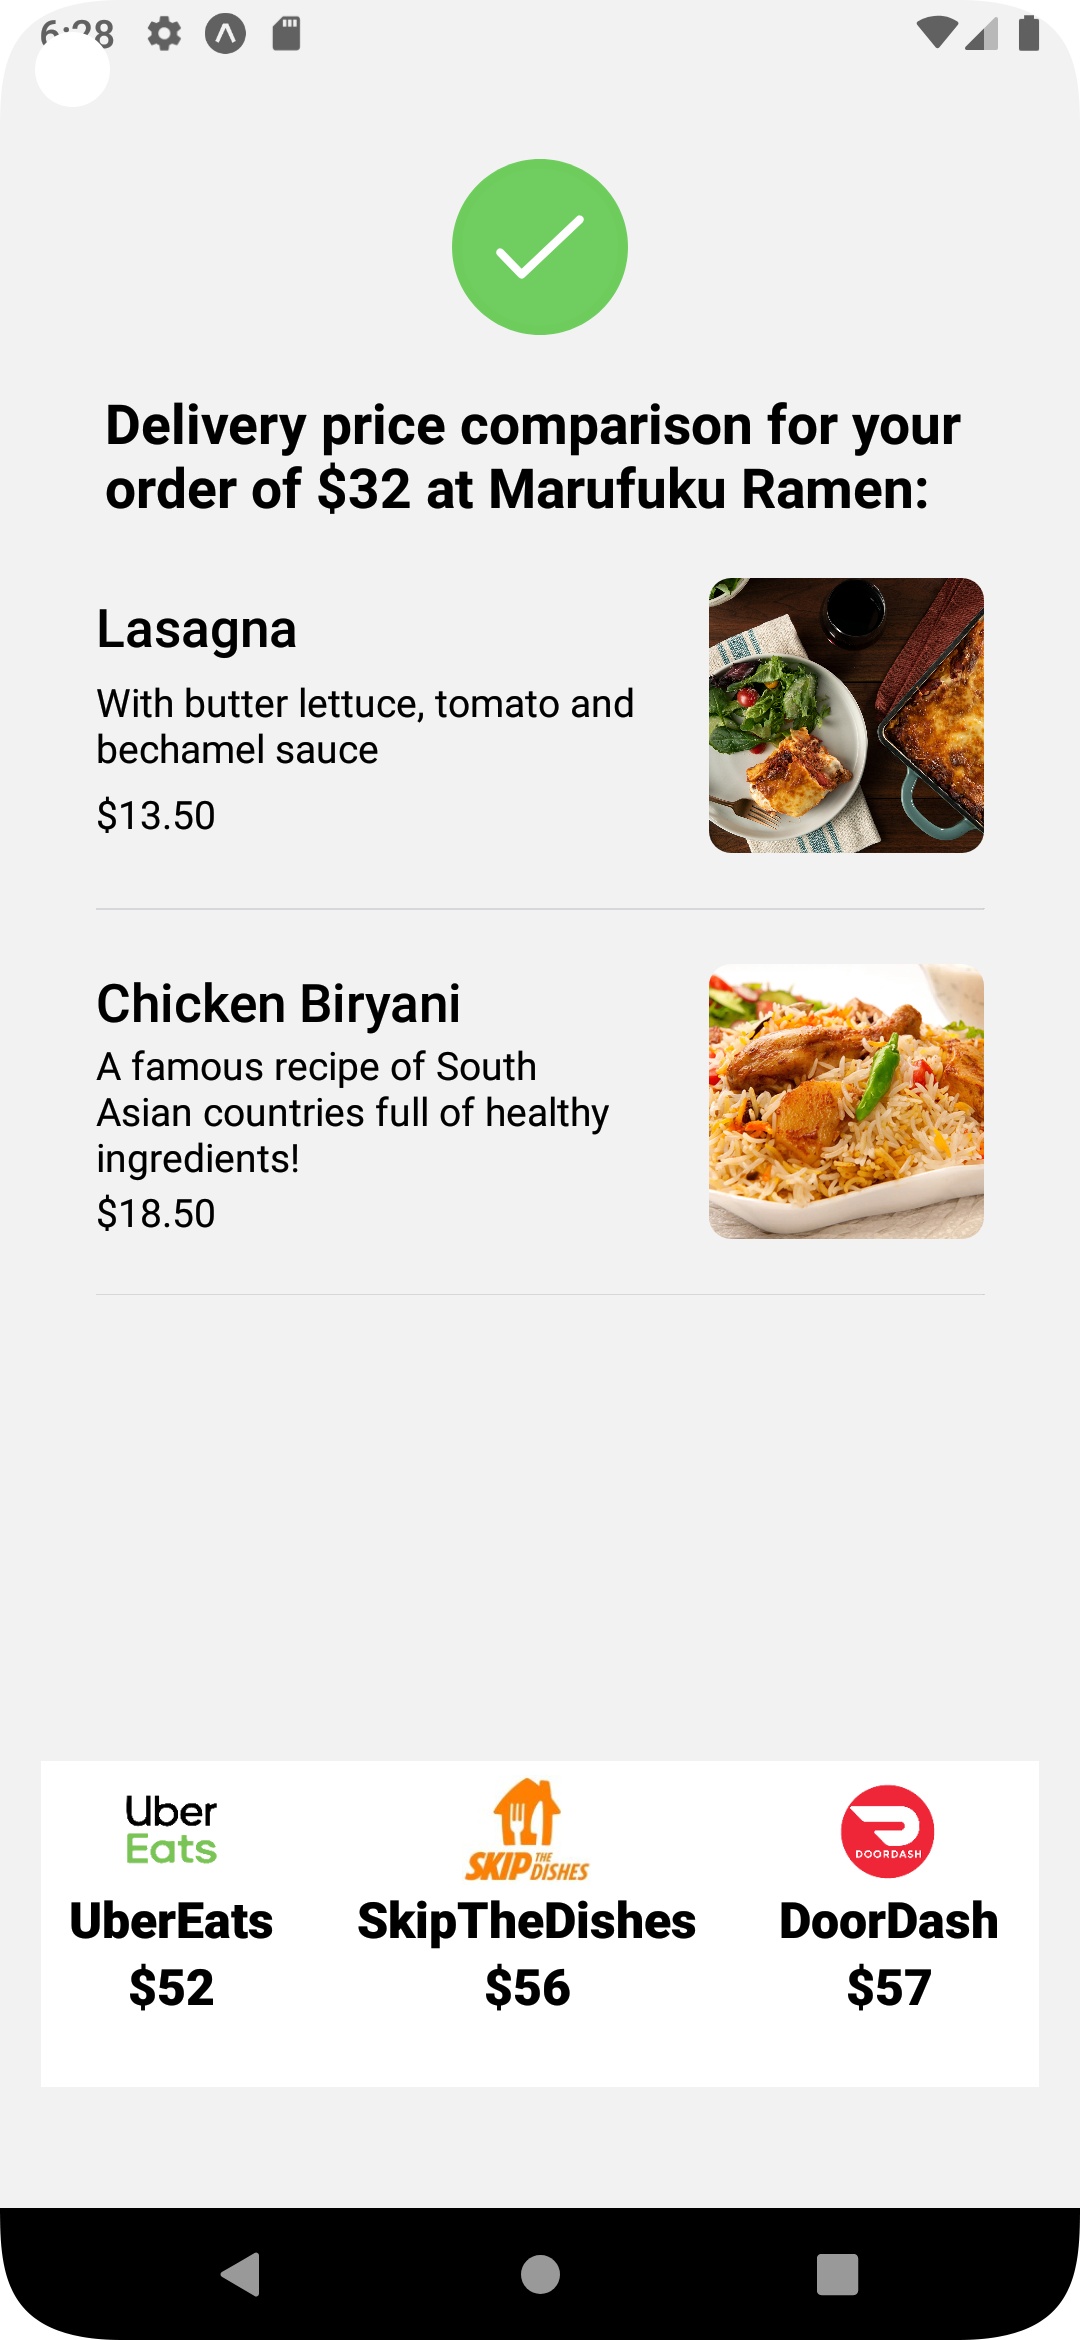 6:28
Delivery price comparison for your
order of $32 at Marufuku Ramen:
Lasagna
With butter lettuce, tomato and
bechamel sauce
$13.50
Chicken Biryani
A famous recipe of South
Asian countries full of healthy
ingredients!
$18.50
Uber
Eats
SKIP THE DISHES
DOORDASH
UberEats SkipTheDishes DoorDash
$52 $56 $57